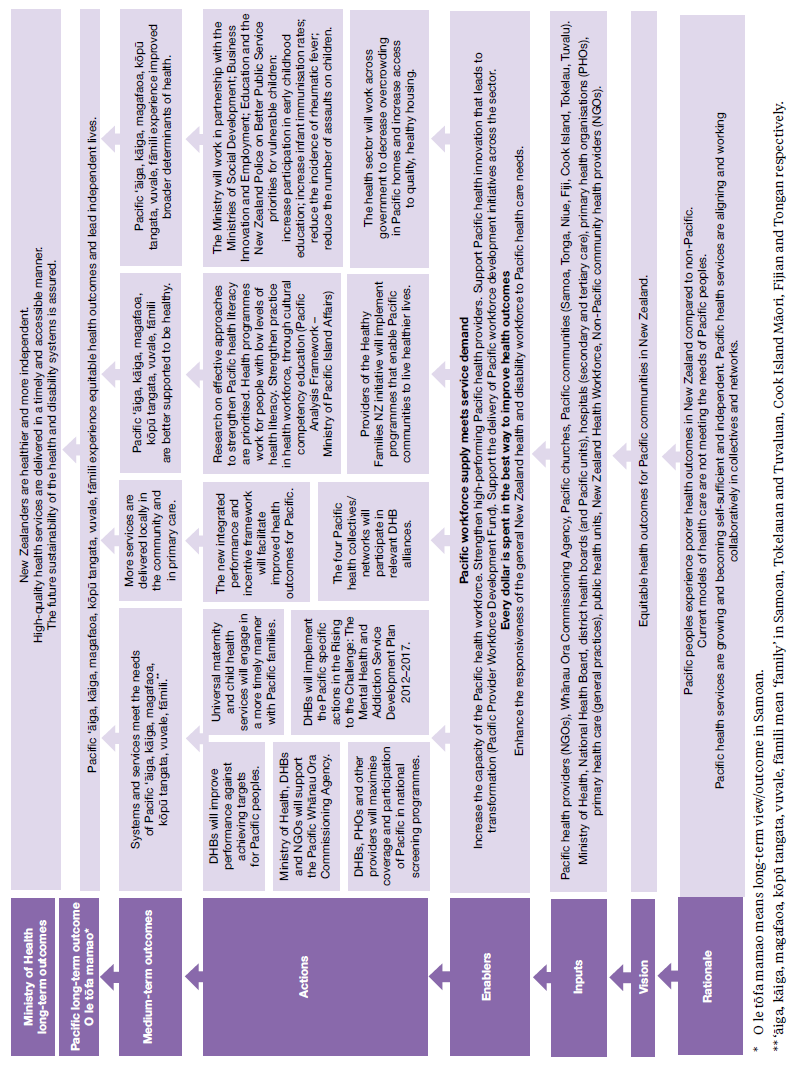 Ministry of Health
long-term outcomes
New Zealanders are healthier and more independent.
High-quality health services are delivered in a timely and accessible manner.
The future sustainability of the health and disability systems is assured.
Pacific long-term outcome
O le tōfa mamao*
Pacific ‘āiga, kāiga, magafaoa, kōpū tangata, vuvale, fāmili experience equitable health outcomes and lead independent lives.
Medium-term outcomes
Systems and services meet the needs
of Pacific ‘āiga, kāiga, magafaoa,
kōpū tangata, vuvale, fāmili.**
More services are
delivered locally in
the community and
in primary care.
Pacific ‘āiga, kāiga, magafaoa,
kōpū tangata, vuvale, fāmili
are better supported to be healthy.
Pacific ‘āiga, kāiga, magafaoa, kōpū
tangata, vuvale, fāmili experience improved
broader determinants of health.
Actions
DHBs will improve
performance against
achieving targets
for Pacific peoples.
Ministry of Health, DHBs
and NGOs will support
the Pacific Whānau Ora
Commissioning Agency.
DHBs, PHOs and other
providers will maximise
coverage and participation
of Pacific in national
screening programmes.
Universal maternity
and child health
services will engage in
a more timely manner
with Pacific families.
DHBs will implement
the Pacific specific
actions in the Rising
to the Challenge: The
Mental Health and
Addiction Service
Development Plan
2012–2017.
The new integrated
performance and
incentive framework
will facilitate
improved health
outcomes for Pacific.
The four Pacific
health collectives/
networks will
participate in
relevant DHB
alliances.
Research on effective approaches
to strengthen Pacific health literacy
are prioritised. Health programmes
work for people with low levels of
health literacy. Strengthen practice
in health workforce, through cultural
competency education (Pacific
Analysis Framework –
Ministry of Pacific Island Affairs)
Providers of the Healthy
Families NZ initiative will implement
programmes that enable Pacific
communities to live healthier lives.
The Ministry will work in partnership with the
Ministries of Social Development; Business
Innovation and Employment; Education and the
New Zealand Police on Better Public Service
priorities for vulnerable children:
increase participation in early childhood
education; increase infant immunisation rates;
reduce the incidence of rheumatic fever;
reduce the number of assaults on children.
The health sector will work across
government to decrease overcrowding
in Pacific homes and increase access
to quality, healthy housing.
Enablers
Pacific workforce supply meets service demand
Increase the capacity of the Pacific health workforce. Strengthen high-performing Pacific health providers. Support Pacific health innovation that leads to
transformation (Pacific Provider Workforce Development Fund). Support the delivery of Pacific workforce development initiatives across the sector.
Every dollar is spent in the best way to improve health outcomes
Enhance the responsiveness of the general New Zealand health and disability workforce to Pacific health care needs.
Inputs
Pacific health providers (NGOs), Whānau Ora Commissioning Agency, Pacific churches, Pacific communities (Samoa, Tonga, Niue, Fiji, Cook Island, Tokelau, Tuvalu).
Ministry of Health, National Health Board, district health boards (and Pacific units), hospitals (secondary and tertiary care), primary health organisations (PHOs),
primary health care (general practices), public health units, New Zealand Health Workforce, Non-Pacific community health providers (NGOs).
Vision
Equitable health outcomes for Pacific communities in New Zealand.
Rationale
Pacific peoples experience poorer health outcomes in New Zealand compared to non-Pacific.
Current models of health care are not meeting the needs of Pacific peoples.
Pacific health services are growing and becoming self-sufficient and independent. Pacific health services are aligning and working
collaboratively in collectives and networks.
* O le tōfa mamao means long-term view/outcome in Samoan.
** ‘āiga, kāiga, magafaoa, kōpū tangata, vuvale, fāmili mean ‘family’ in Samoan, Tokelauan and Tuvaluan, Cook Island Māori, Fijian and Tongan respectively.